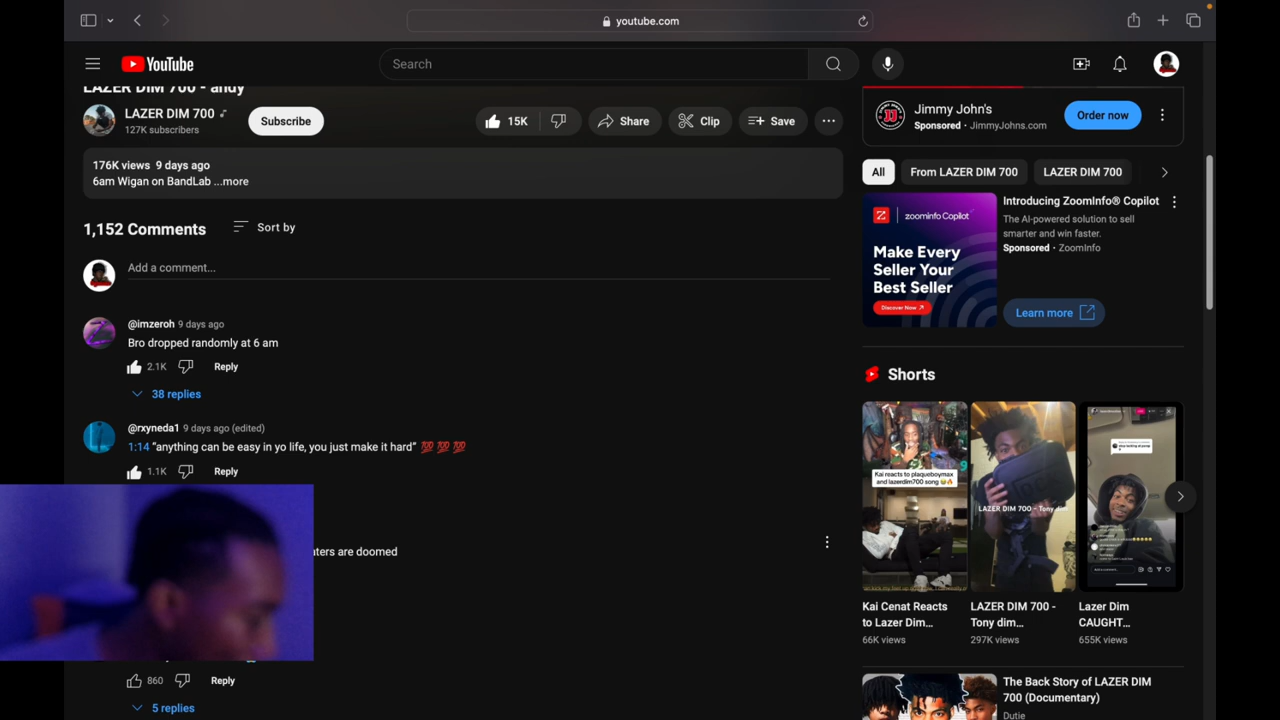 youtube.com
YouTube
Search
LAZER DIM 700 - andy
LAZER DIM 700
127K subscribers
Subscribe
15K
Share
Clip
Save
176K views 9 days ago
6am Wigan on BandLab ...more
1,152 Comments
Sort by
Add a comment...
@imzeroh 9 days ago
Bro dropped randomly at 6 am
2.1K
Reply
38 replies
@rxyneda1 9 days ago (edited)
1:14 “anything can be easy in yo life, you just make it hard” 💯 💯 💯
1.1K
Reply
are doomed
860
Reply
5 replies
Jimmy John's
Sponsored · JimmyJohns.com
Order now
All
From LAZER DIM 700
LAZER DIM 700
zoominfo Copilot
Make Every
Seller Your
Best Seller
Discover Now
Introducing ZoomInfo® Copilot
The AI-powered solution to sell
smarter and win faster.
Sponsored · ZoomInfo
Learn more
Shorts
Kai reacts to plaqueboymax
and lazerdim700 song
LAZER DIM 700 - Tony dim
Kai Cenat Reacts
to Lazer Dim...
66K views
LAZER DIM 700 -
Tony dim...
297K views
Lazer Dim
CAUGHT...
655K views
The Back Story of LAZER DIM
700 (Documentary)
Dutie